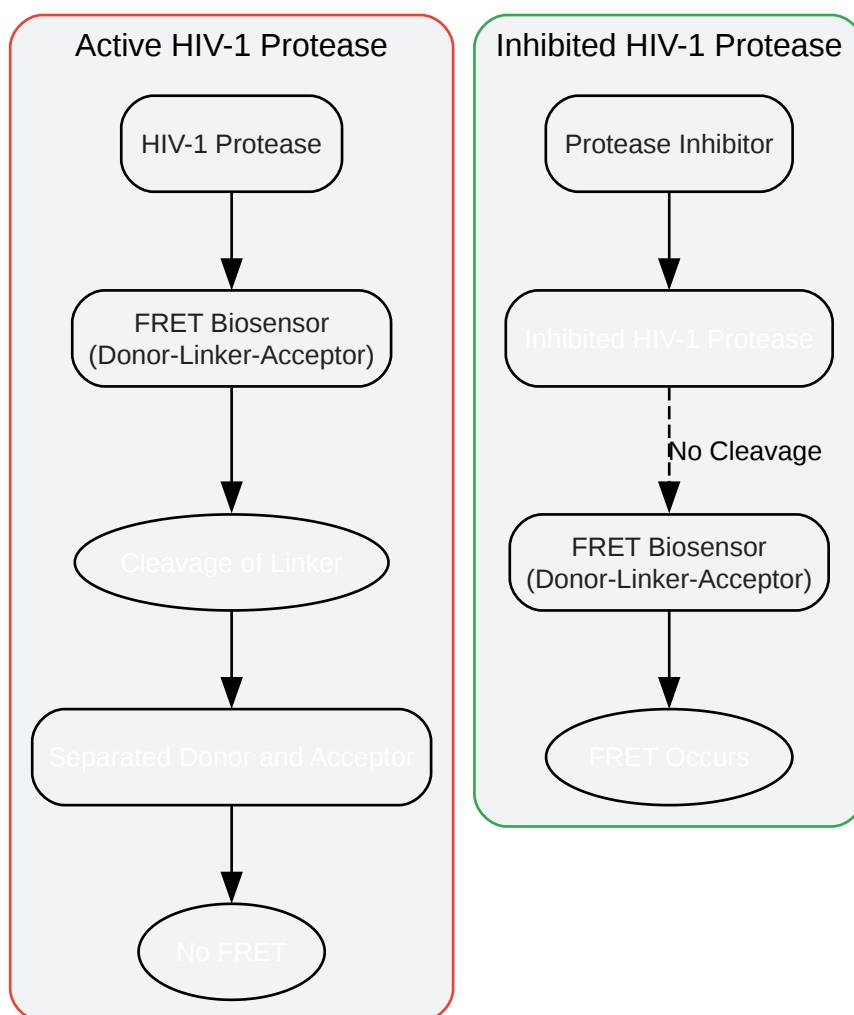 Active HIV-1 Protease
HIV-1 Protease
FRET Biosensor
(Donor-Linker-Acceptor)
Cleavage of Linker
Separated Donor and Acceptor
No FRET
Inhibited HIV-1 Protease
Protease Inhibitor
Inhibited HIV-1 Protease
No Cleavage
FRET Biosensor
(Donor-Linker-Acceptor)
FRET Occurs